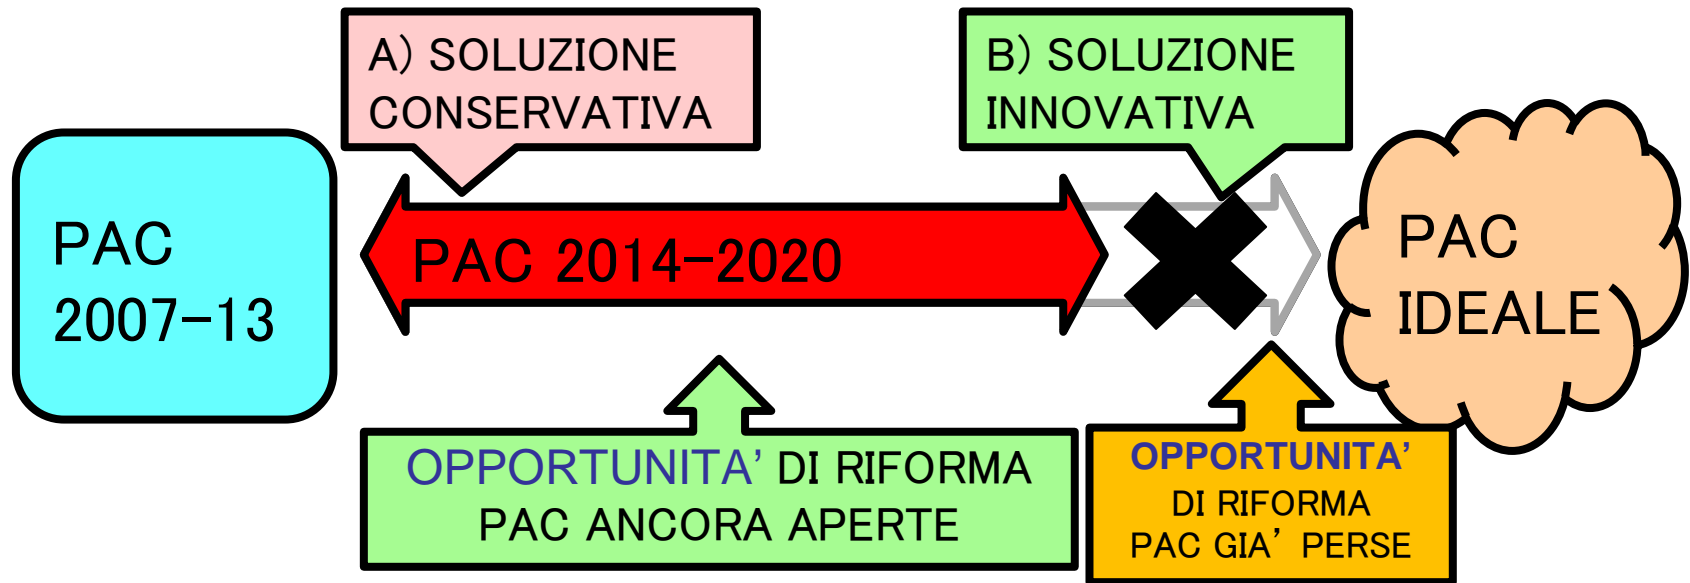 A) SOLUZIONE
CONSERVATIVA
B) SOLUZIONE
INNOVATIVA
PAC
2007-13
PAC 2014-2020
PAC
IDEALE
OPPORTUNITA’ DI RIFORMA
PAC ANCORA APERTE
OPPORTUNITA’
DI RIFORMA
PAC GIA’ PERSE